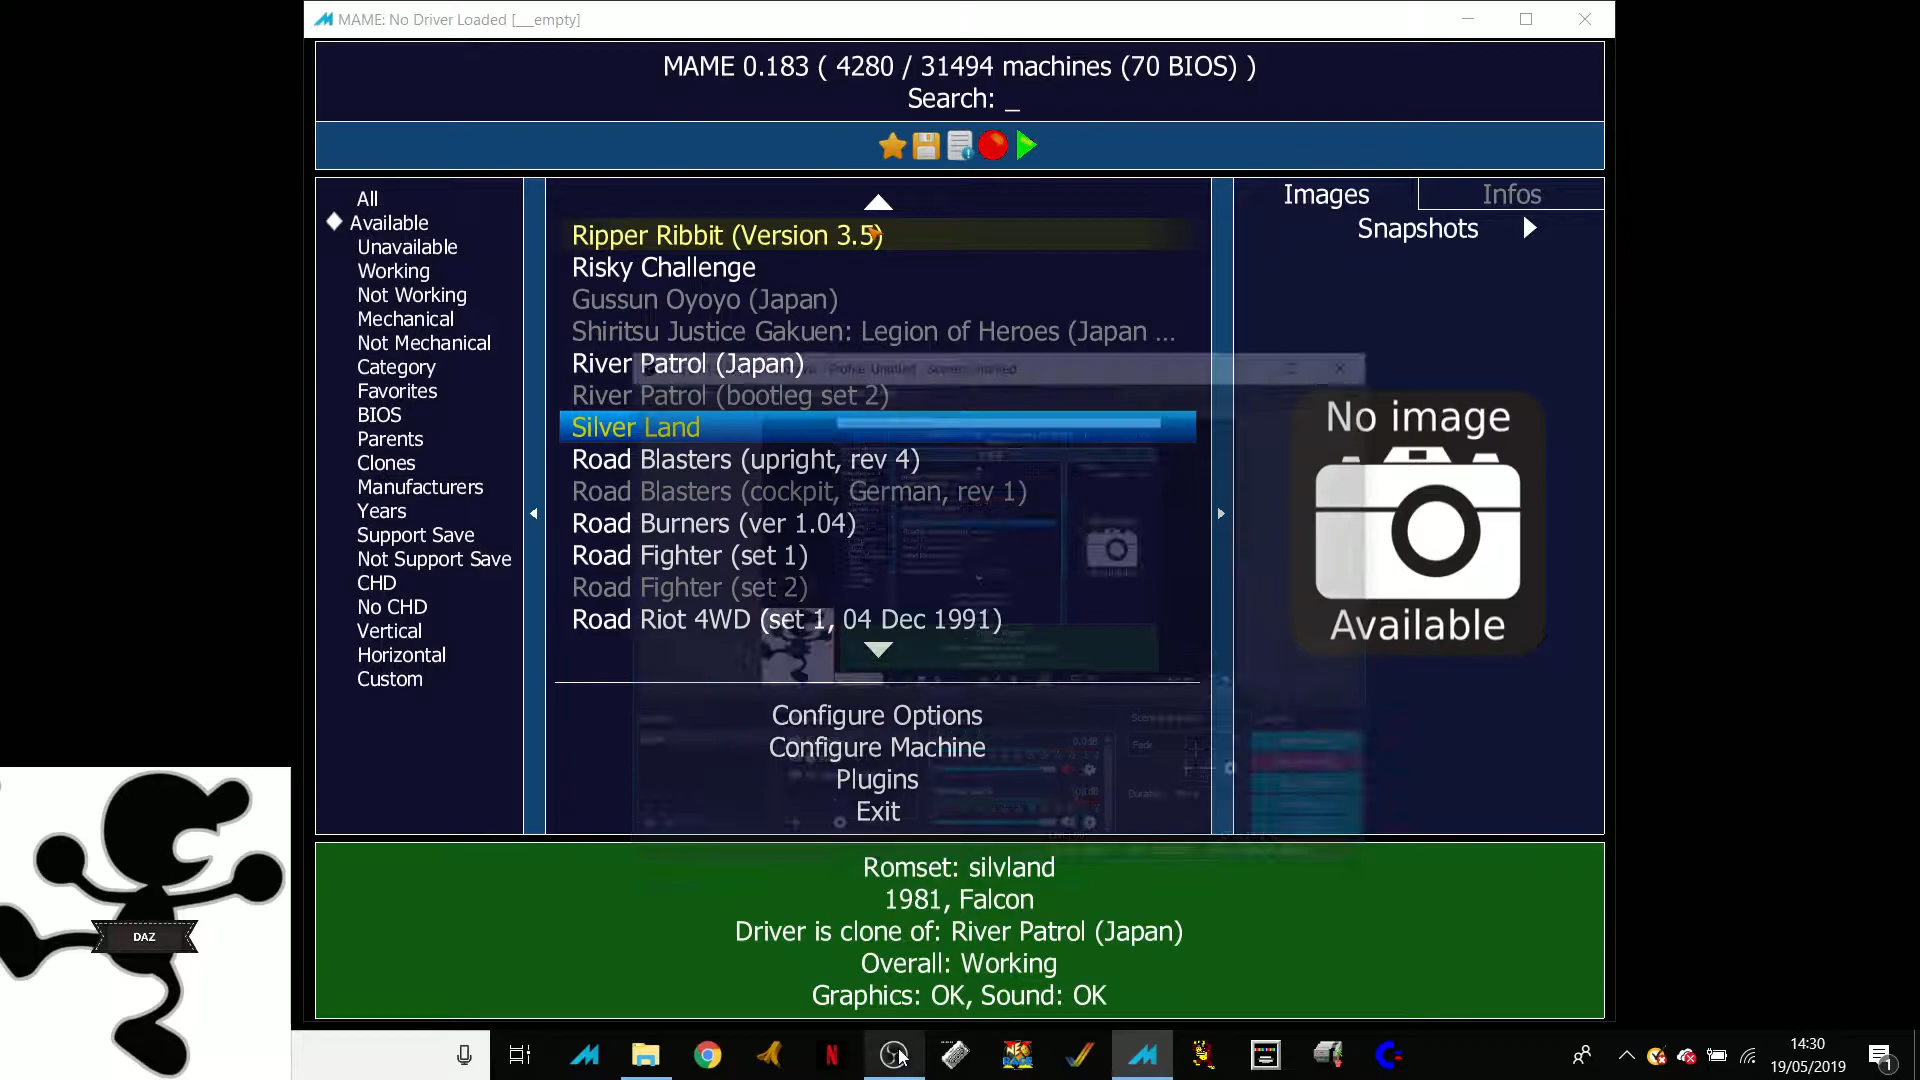 MAME: No Driver Loaded [___empty]
MAME 0.183 ( 4280 / 31494 machines (70 BIOS) )
Search: _
All
Available
Unavailable
Working
Not Working
Mechanical
Not Mechanical
Category
Favorites
BIOS
Parents
Clones
Manufacturers
Years
Support Save
Not Support Save
CHD
No CHD
Vertical
Horizontal
Custom
Ripper Ribbit (Version 3.5)
Risky Challenge
Gussun Oyoyo (Japan)
Shiritsu Justice Gakuen: Legion of Heroes (Japan ...
River Patrol (Japan)
River Patrol (bootleg set 2)
Silver Land
Road Blasters (upright, rev 4)
Road Blasters (cockpit, German, rev 1)
Road Burners (ver 1.04)
Road Fighter (set 1)
Road Fighter (set 2)
Road Riot 4WD (set 1, 04 Dec 1991)
Configure Options
Configure Machine
Plugins
Exit
Images
Infos
Snapshots
No image
Available
Romset: silvland
1981, Falcon
Driver is clone of: River Patrol (Japan)
Overall: Working
Graphics: OK, Sound: OK
DAZ
N
NEO
14:30
19/05/2019
1